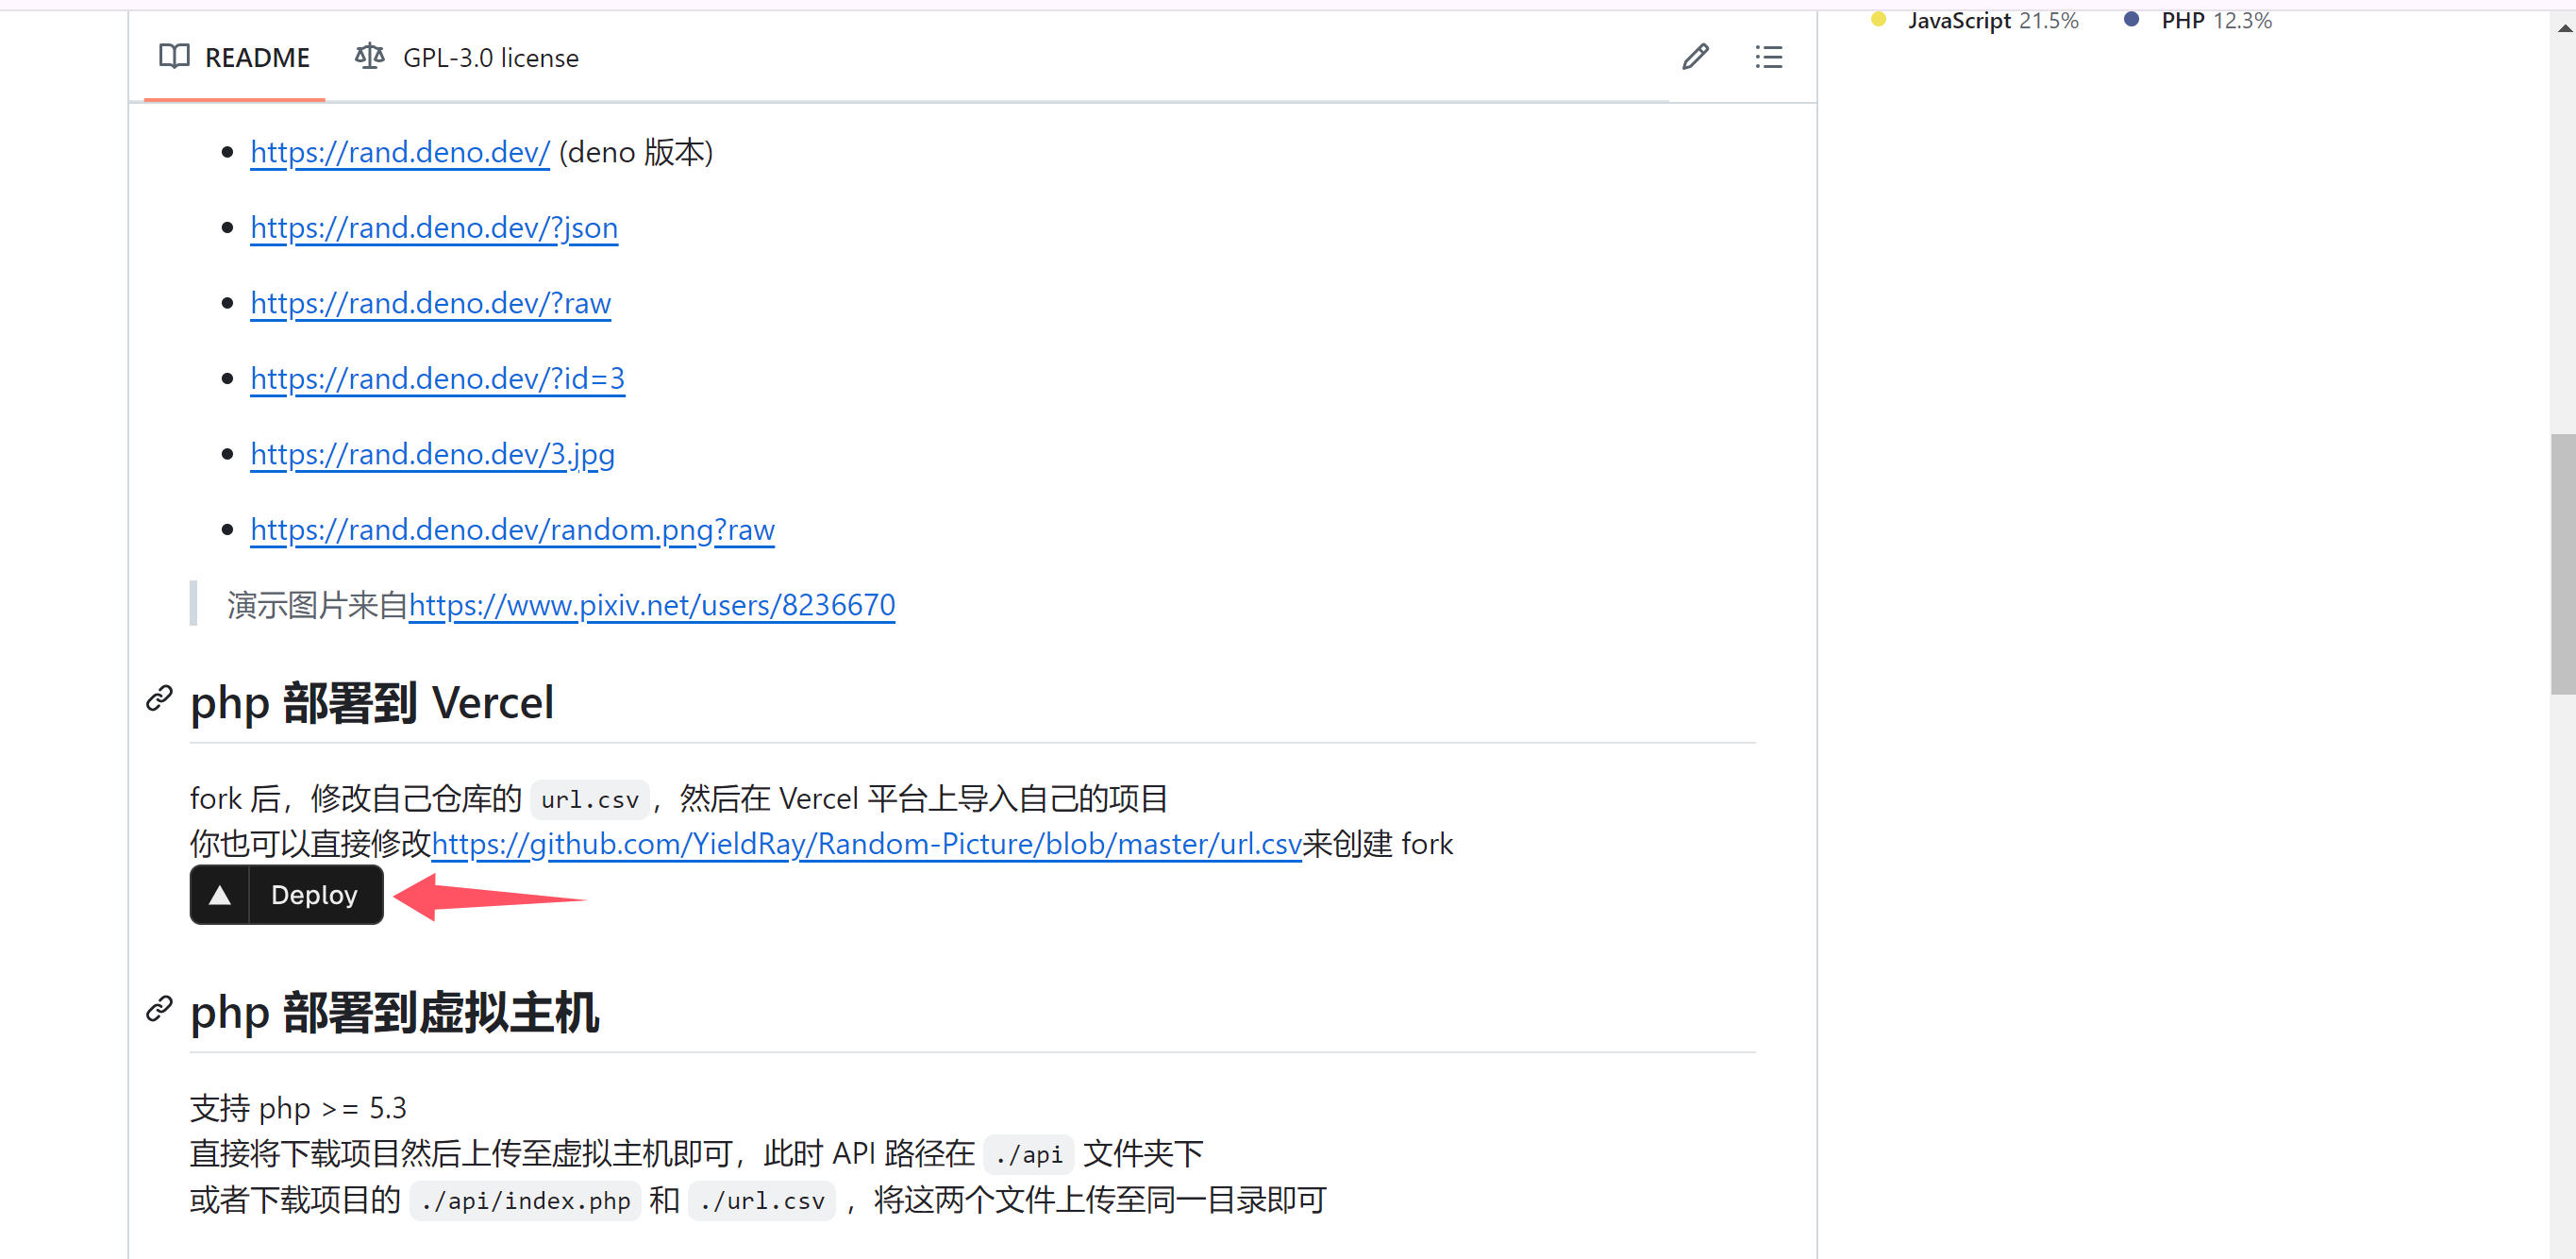 JavaScript 21.5% PHP 12.3%
README GPL-3.0 license
https://rand.deno.dev/ (deno 版本)
https://rand.deno.dev/?json
https://rand.deno.dev/?raw
https://rand.deno.dev/?id=3
https://rand.deno.dev/3.jpg
https://rand.deno.dev/random.png?raw
演示图片来自https://www.pixiv.net/users/8236670
php 部署到 Vercel
fork 后，修改自己仓库的 url.csv，然后在 Vercel 平台上导入自己的项目
你也可以直接修改https://github.com/YieldRay/Random-Picture/blob/master/url.csv来创建 fork
Deploy
php 部署到虚拟主机
支持 php >= 5.3
直接将下载项目然后上传至虚拟主机即可，此时 API 路径在 ./api 文件夹下
或者下载项目的 ./api/index.php 和 ./url.csv ，将这两个文件上传至同一目录即可